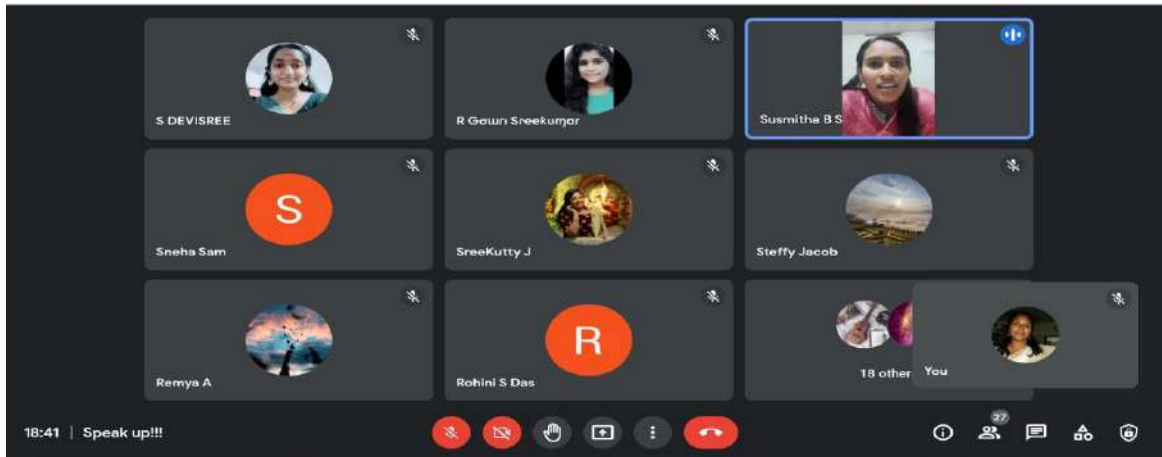 S DEVISREE
R Gowri Sreekumar
Susmitha B S
S
Sneha Sam
SreeKutty J
Steffy Jacob
Remya A
R
Rohini S Das
18 other
You
18:41 | Speak up!!!
27